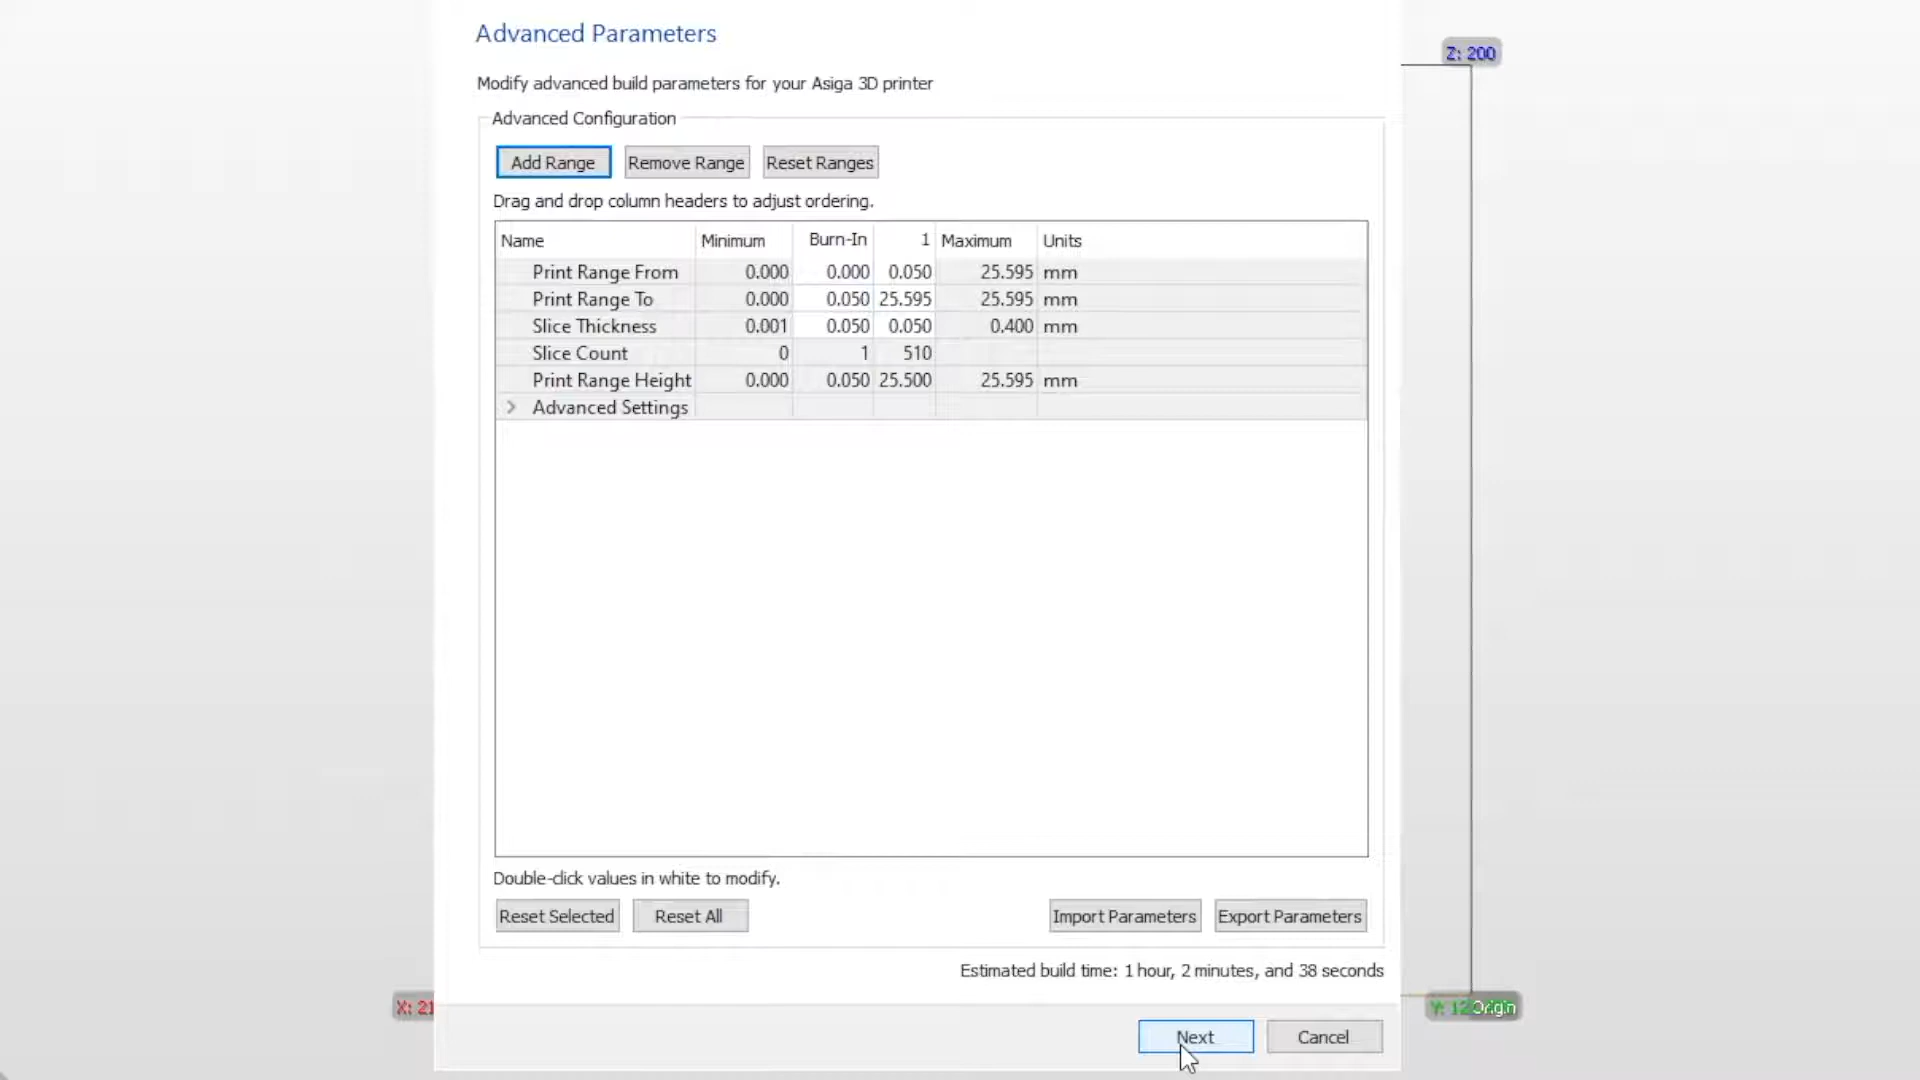 Advanced Parameters
Z: 200
Modify advanced build parameters for your Asiga 3D printer
Advanced Configuration
Add Range Remove Range Reset Ranges
Drag and drop column headers to adjust ordering.
Name Minimum Burn-In 1 Maximum Units
Print Range From 0.000 0.000 0.050 25.595 mm
Print Range To 0.000 0.050 25.595 25.595 mm
Slice Thickness 0.001 0.050 0.050 0.400 mm
Slice Count 0 1 510
Print Range Height 0.000 0.050 25.500 25.595 mm
Advanced Settings
Double-click values in white to modify.
Reset Selected Reset All Import Parameters Export Parameters
Estimated build time: 1 hour, 2 minutes, and 38 seconds
X: 21 Y: 12 Origin
Next Cancel